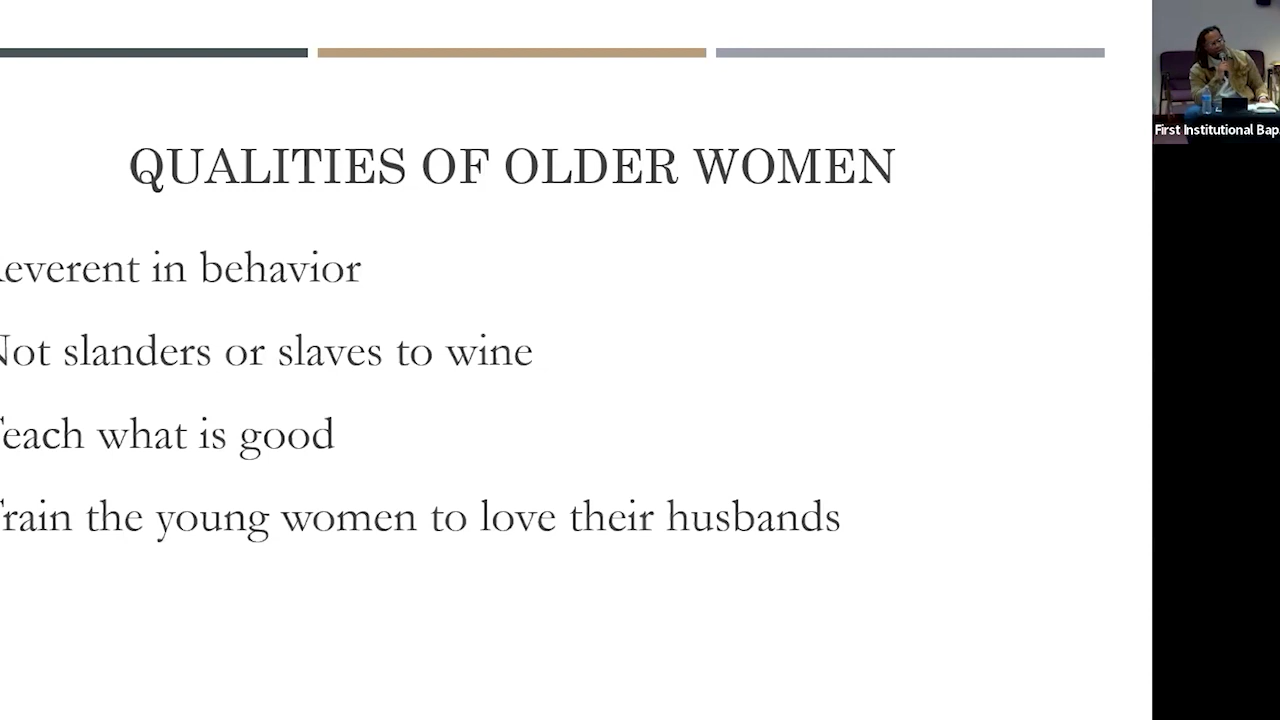 QUALITIES OF OLDER WOMEN
First Institutional Bap
everent in behavior
Not slanders or slaves to wine
Teach what is good
Train the young women to love their husbands